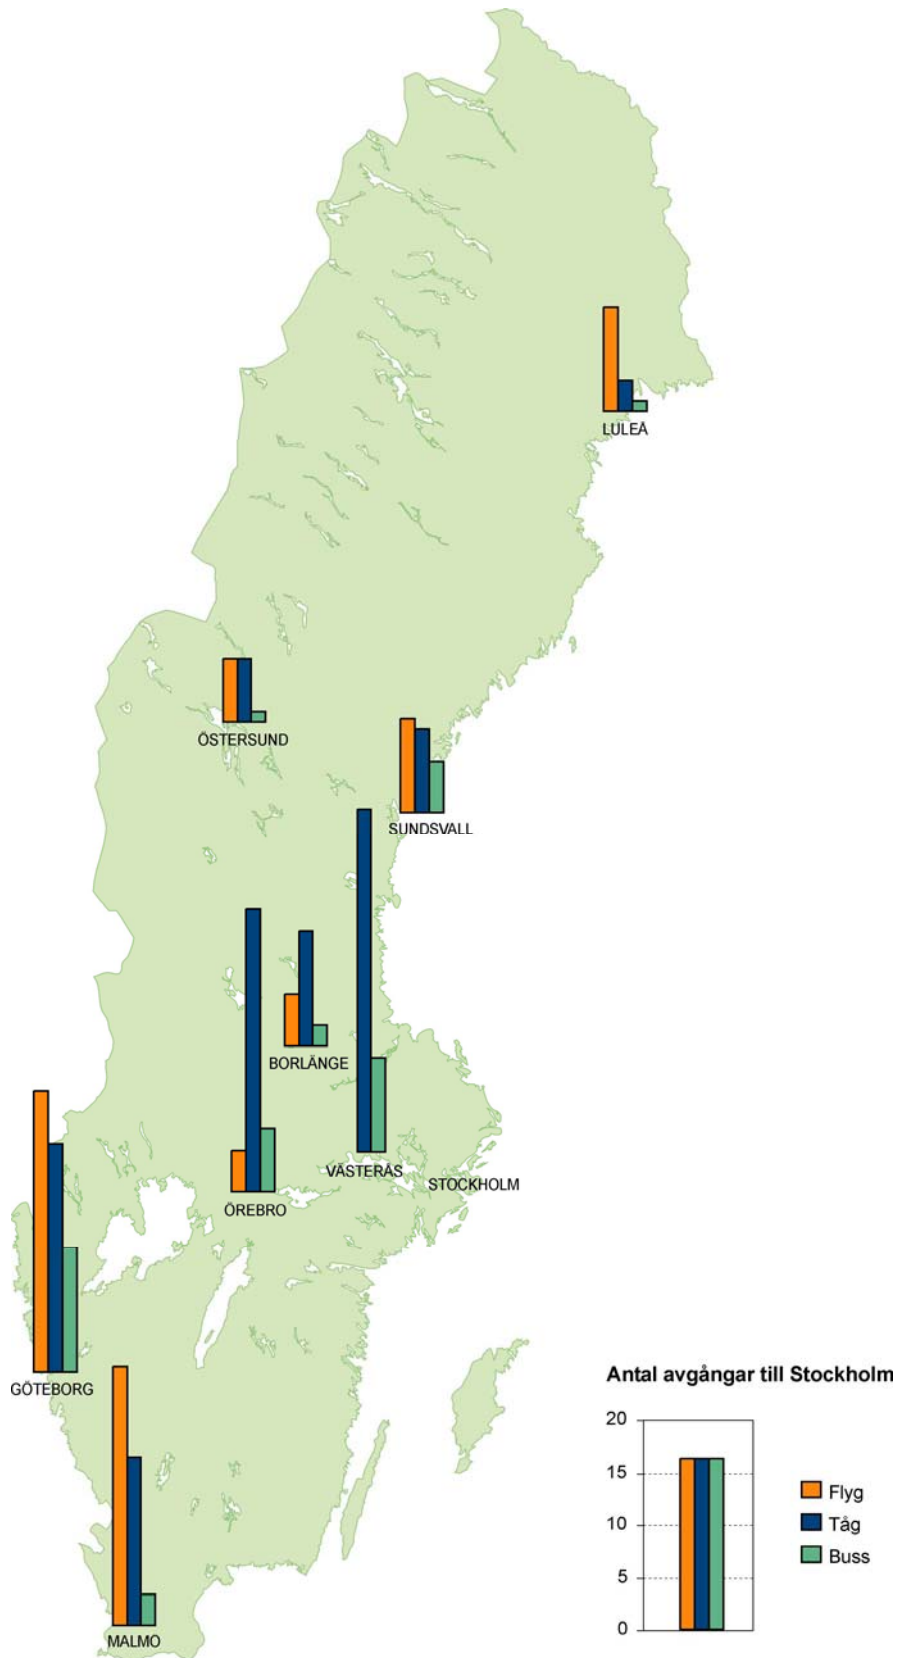 LULEÅ
ÖSTERSUND
SUNDSVALL
BORLÄNGE
VÄSTERÅS
STOCKHOLM
ÖREBRO
GÖTEBORG
MALMO
Antal avgångar till Stockholm
20
15
10
5
0
Flyg
Tåg
Buss